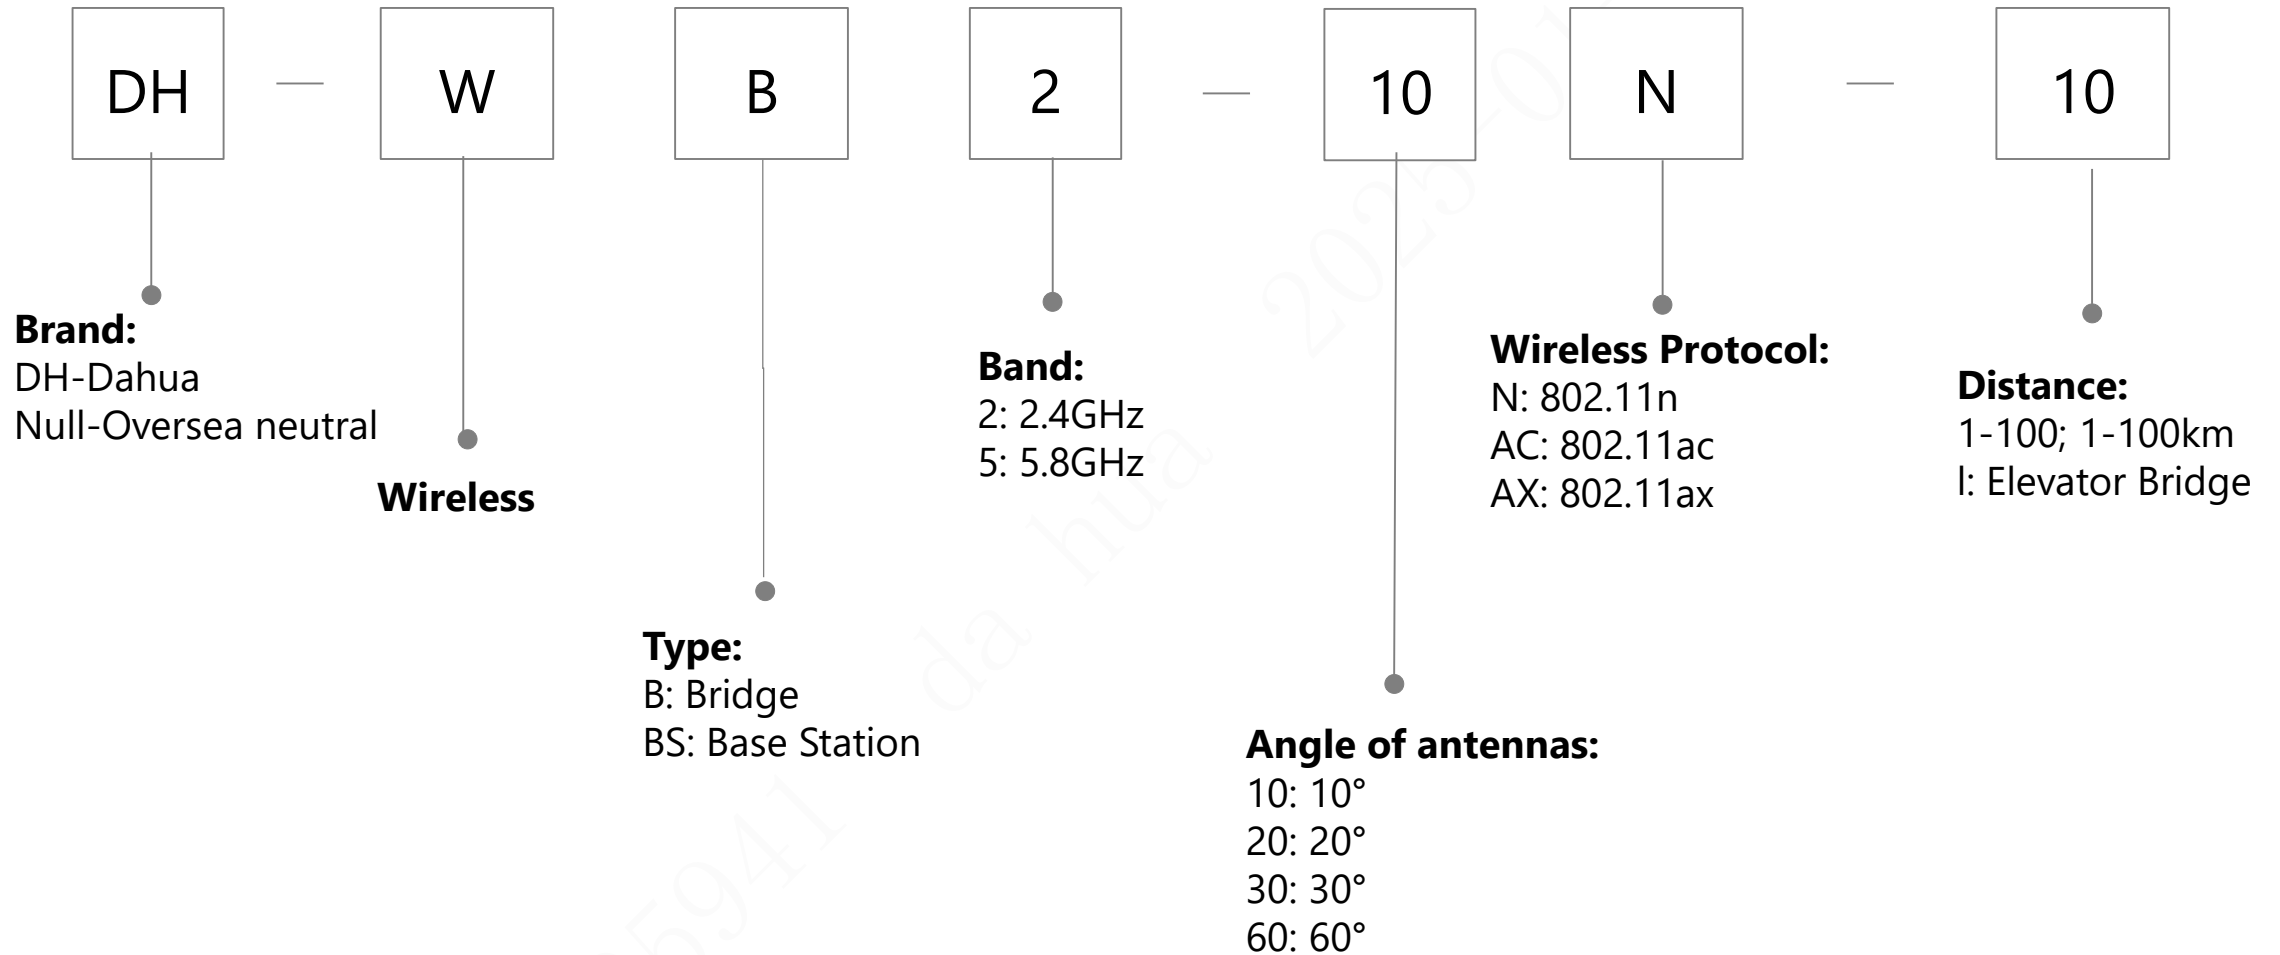 DH — W B 2 — 10 N — 10
Brand:
DH-Dahua
Null-Oversea neutral
Wireless
Type:
B: Bridge
BS: Base Station
Band:
2: 2.4GHz
5: 5.8GHz
Angle of antennas:
10: 10°
20: 20°
30: 30°
60: 60°
Wireless Protocol:
N: 802.11n
AC: 802.11ac
AX: 802.11ax
Distance:
1-100; 1-100km
l: Elevator Bridge
da hua